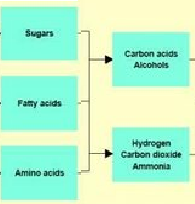 Sugars
Fatty acids
Amino acids
Carbon acids
Alcohols
Hydrogen
Carbon dioxide
Ammonia